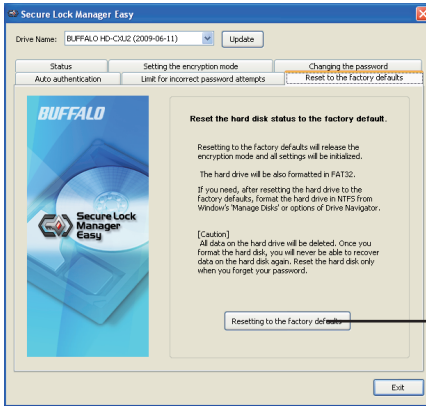 Secure Lock Manager Easy
Drive Name: BUFFALO HD-CXU2 (2009-06-11) Update
Status Setting the encryption mode Changing the password
Auto authentication Limit for incorrect password attempts Reset to the factory defaults
BUFFALO
Secure Lock
Manager
Easy
Reset the hard disk status to the factory default.
Resetting to the factory defaults will release the
encryption mode and all settings will be initialized.
The hard drive will be also formatted in FAT32.
If you need, after resetting the hard drive to the
factory defaults, format the hard drive in NTFS from
Window's 'Manage Disks' or options of Drive Navigator.
[Caution]
All data on the hard drive will be deleted. Once you
format the hard disk, you will never be able to recover
data on the hard disk again. Reset the hard disk only
when you forget your password.
Resetting to the factory defaults
Exit